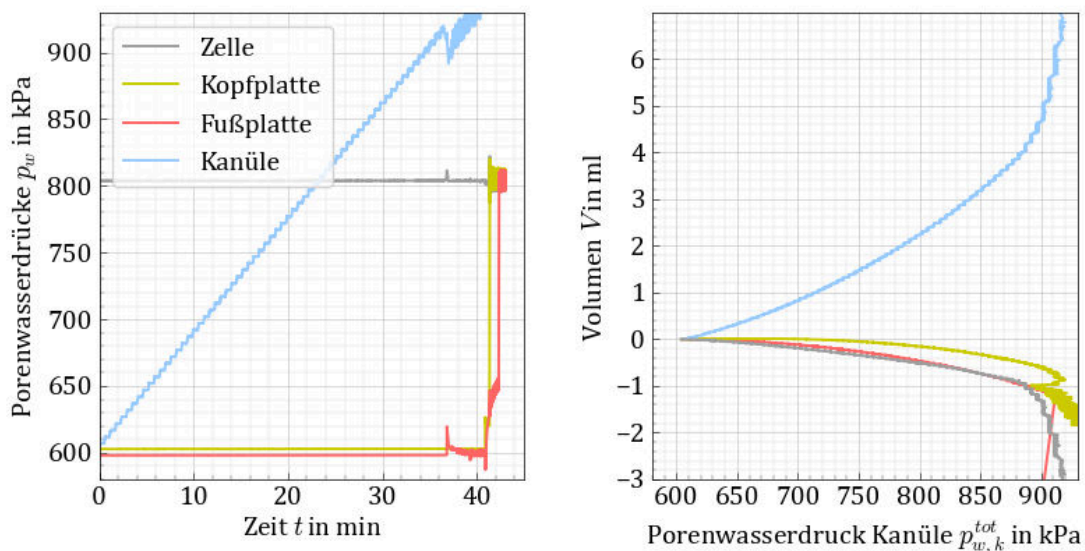 Porenwasserdrücke p_w in kPa
900
850
800
750
700
650
600
Zelle
Kopfplatte
Fußplatte
Kanüle
0 10 20 30 40
Zeit t in min
Volumen V in ml
6
5
4
3
2
1
0
−1
−2
−3
600 650 700 750 800 850 900
Porenwasserdruck Kanüle p_{w,k}^{tot} in kPa